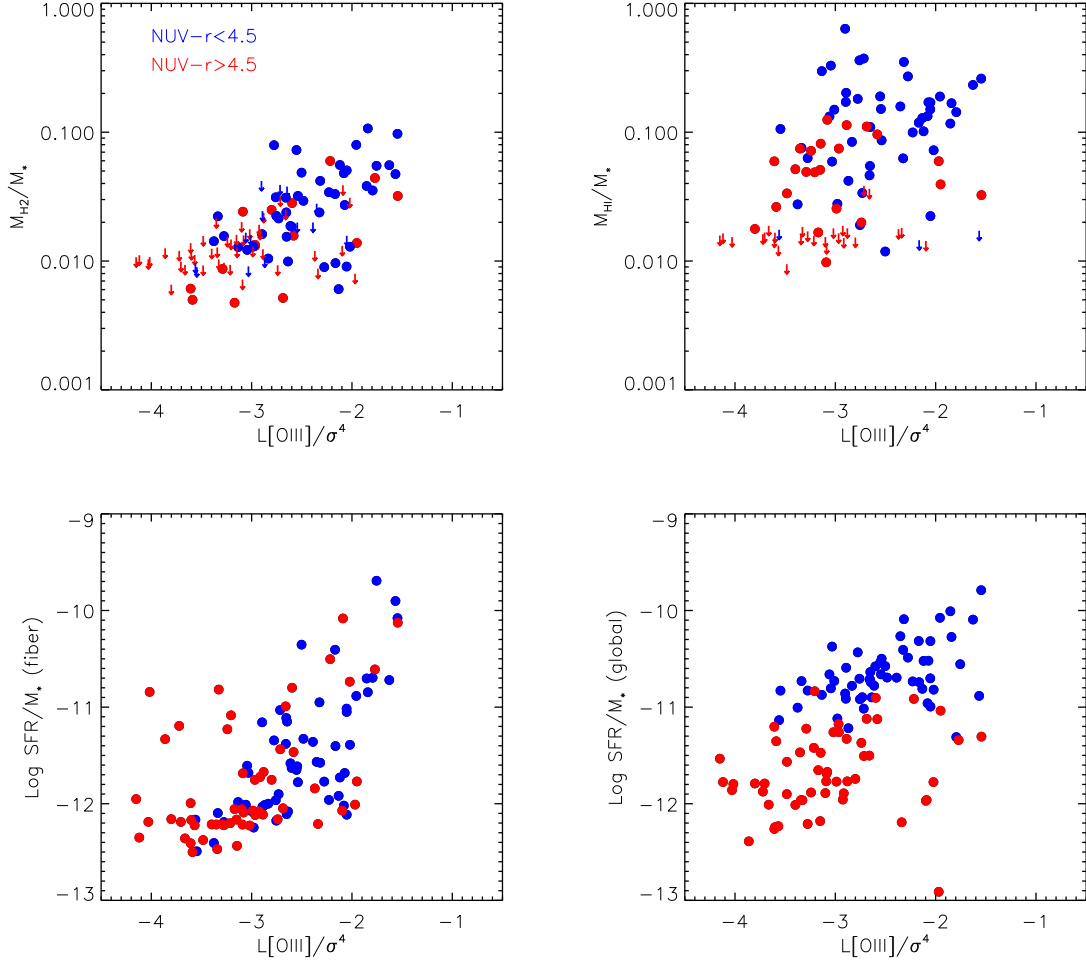 1.000
0.100
0.010
0.001
M_H2/M_*
NUV-r<4.5
NUV-r>4.5
-4 -3 -2 -1
L[OIII]/σ⁴
1.000
0.100
0.010
0.001
M_HI/M_*
-4 -3 -2 -1
L[OIII]/σ⁴
-9
-10
-11
-12
-13
Log SFR/M_* (fiber)
-4 -3 -2 -1
L[OIII]/σ⁴
-9
-10
-11
-12
-13
Log SFR/M_* (global)
-4 -3 -2 -1
L[OIII]/σ⁴